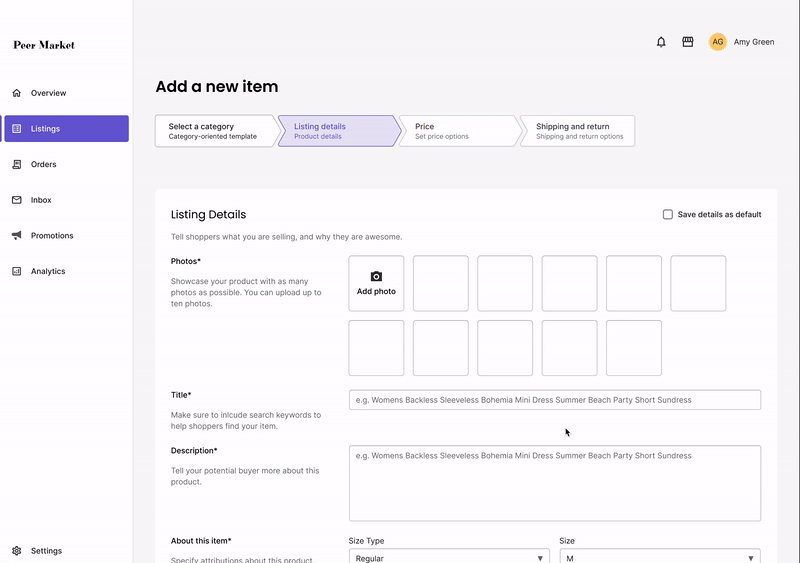 Peer Market
AG
Amy Green
Overview
Listings
Orders
Inbox
Promotions
Analytics
Settings
Add a new item
Select a category
Category-oriented template
Listing details
Product details
Price
Set price options
Shipping and return
Shipping and return options
Listing Details
Save details as default
Tell shoppers what you are selling, and why they are awesome.
Photos*
Showcase your product with as many
photos as possible. You can upload up to
ten photos.
Add photo
Title*
Make sure to inlcude search keywords to
help shoppers find your item.
e.g. Womens Backless Sleeveless Bohemia Mini Dress Summer Beach Party Short Sundress
Description*
Tell your potential buyer more about this
product.
e.g. Womens Backless Sleeveless Bohemia Mini Dress Summer Beach Party Short Sundress
About this item*
Specify attributions about this product.
Size Type
Regular
Size
M